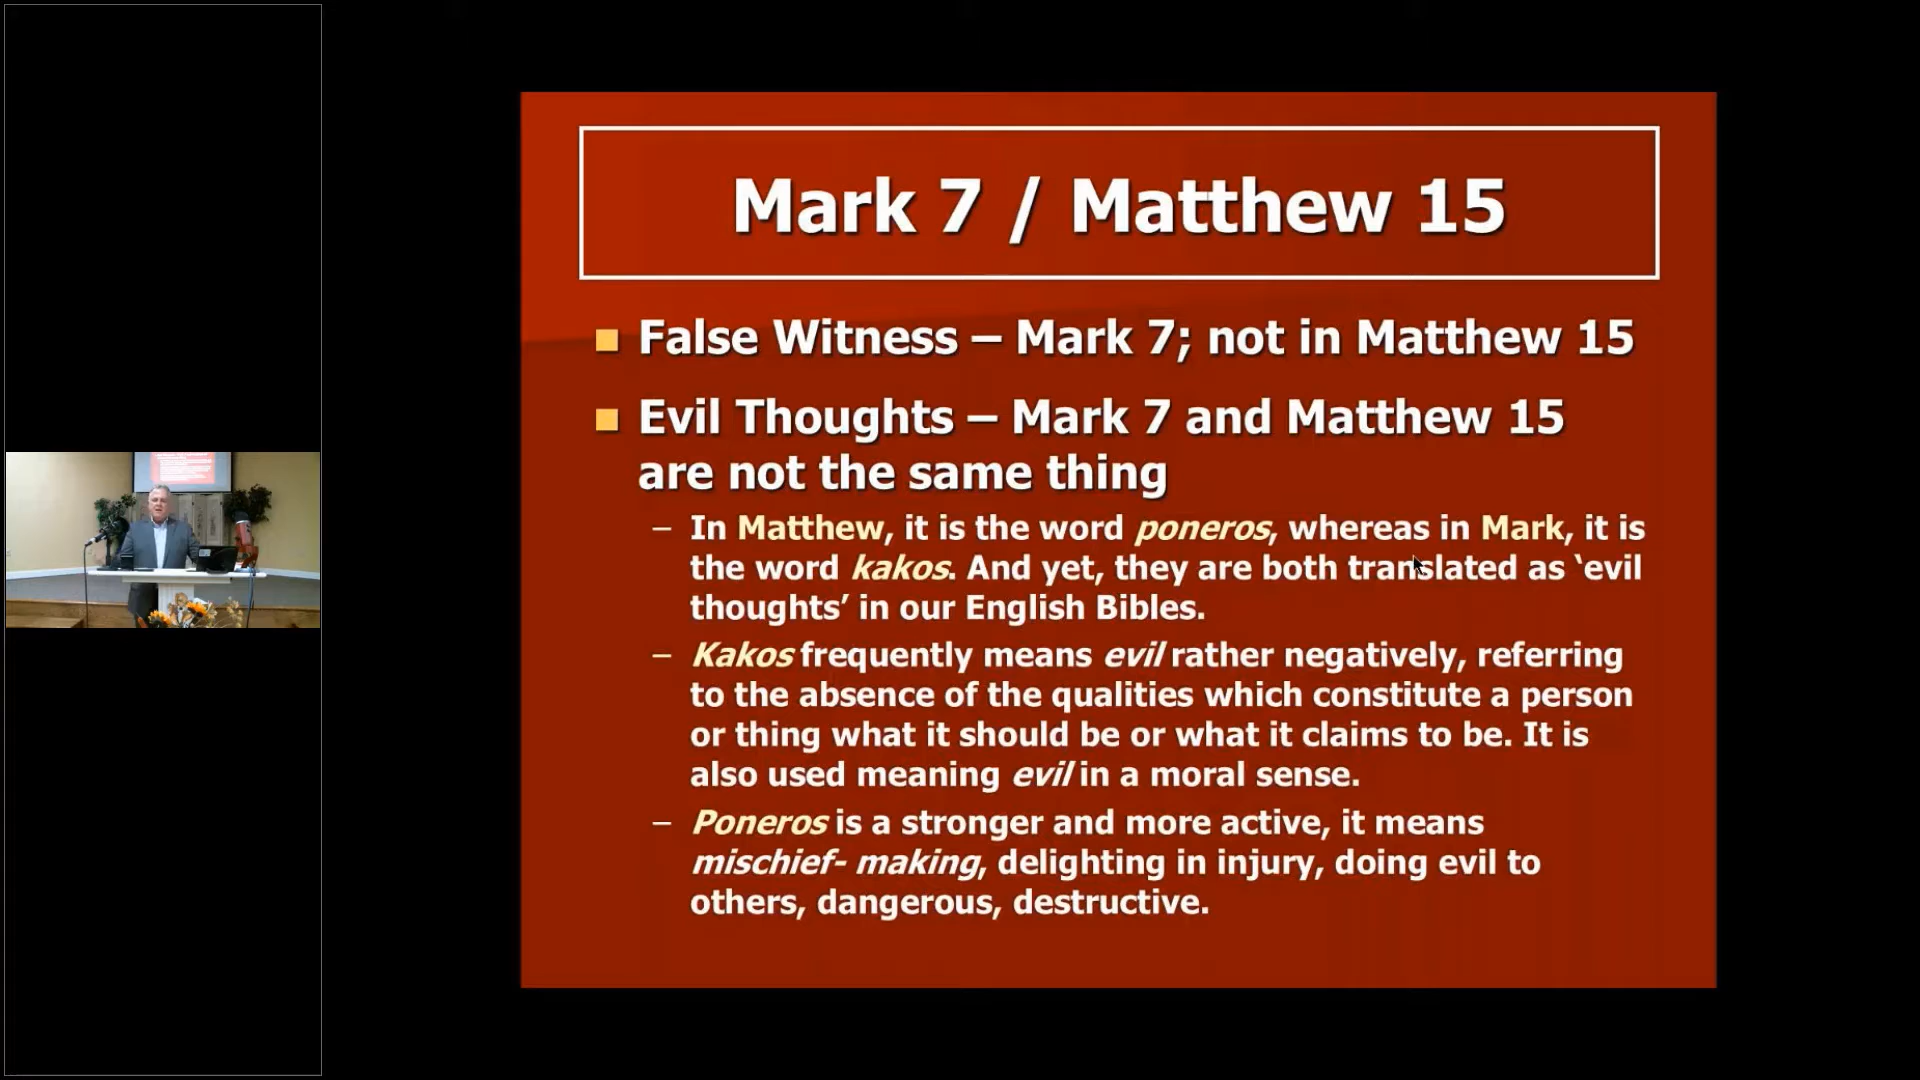 Mark 7 / Matthew 15
False Witness – Mark 7; not in Matthew 15
Evil Thoughts – Mark 7 and Matthew 15
are not the same thing
– In Matthew, it is the word poneros, whereas in Mark, it is
the word kakos. And yet, they are both translated as ‘evil
thoughts’ in our English Bibles.
– Kakos frequently means evil rather negatively, referring
to the absence of the qualities which constitute a person
or thing what it should be or what it claims to be. It is
also used meaning evil in a moral sense.
– Poneros is a stronger and more active, it means
mischief- making, delighting in injury, doing evil to
others, dangerous, destructive.